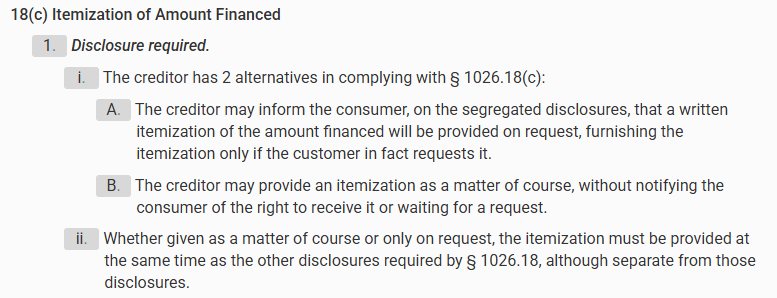 18(c) Itemization of Amount Financed
1. Disclosure required.
i. The creditor has 2 alternatives in complying with § 1026.18(c):
A. The creditor may inform the consumer, on the segregated disclosures, that a written
itemization of the amount financed will be provided on request, furnishing the
itemization only if the customer in fact requests it.
B. The creditor may provide an itemization as a matter of course, without notifying the
consumer of the right to receive it or waiting for a request.
ii. Whether given as a matter of course or only on request, the itemization must be provided at
the same time as the other disclosures required by § 1026.18, although separate from those
disclosures.